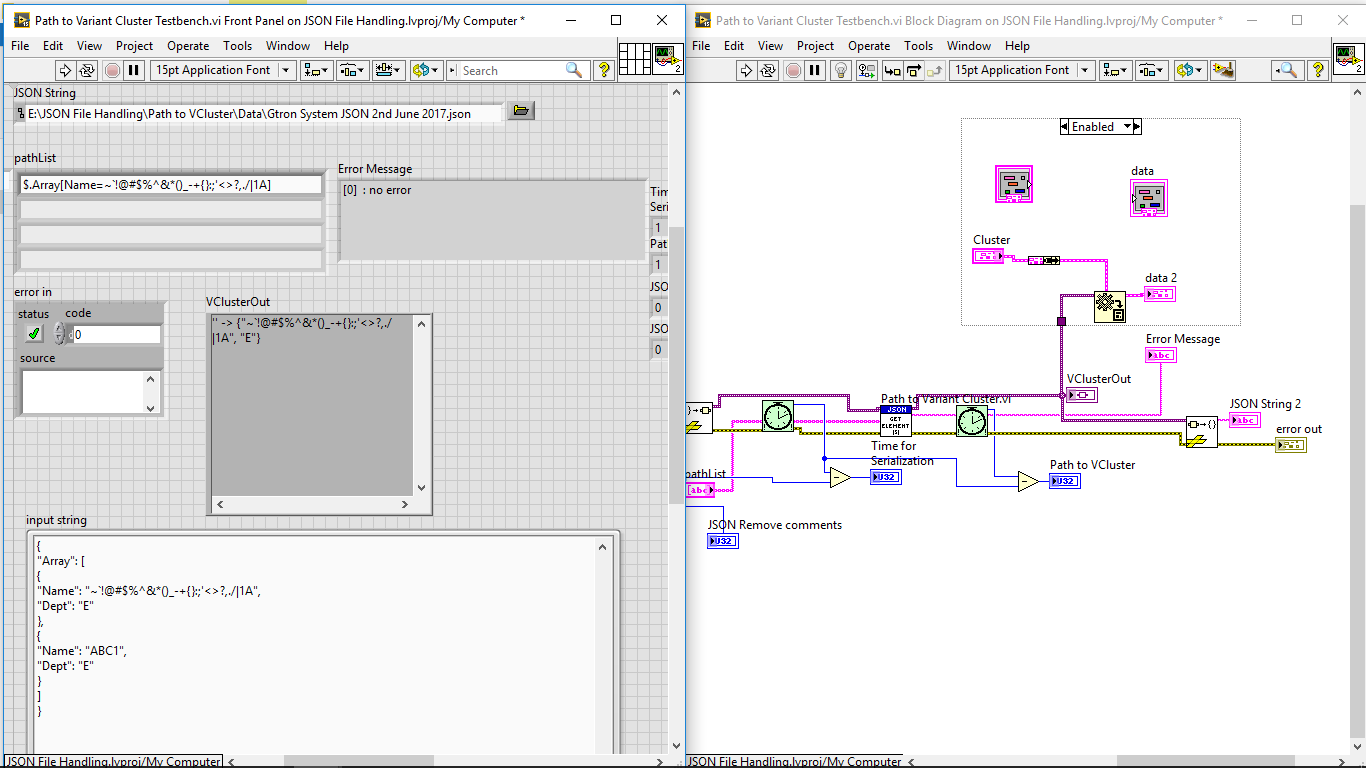 Path to Variant Cluster Testbench.vi Front Panel on JSON File Handling.lvproj/My Computer *
File Edit View Project Operate Tools Window Help
15pt Application Font
Search
2
JSON String
E:\JSON File Handling\Path to VCluster\Data\Gtron System JSON 2nd June 2017.json
pathList
$.Array[Name=~`!@#$%^&*()_-+{}:;'<>?,./|1A]
Error Message
[0] : no error
Tim
Seri
1
Pat
1
JSO
0
JSO
0
error in
status
code
0
source
VClusterOut
'' -> {"~`!@#$%^&*()_-+{}:;'<>?,./
|1A", "E"}
input string
{
"Array": [
{
"Name": "~`!@#$%^&*()_-+{}:;'<>?,./|1A",
"Dept": "E"
},
{
"Name": "ABC1",
"Dept": "E"
}
]
}
JSON File Handling.lvproj/My Computer
Path to Variant Cluster Testbench.vi Block Diagram on JSON File Handling.lvproj/My Computer *
File Edit View Project Operate Tools Window Help
15pt Application Font
2
Enabled
data
Cluster
data 2
Error Message
abc
VClusterOut
Path to Variant Cluster.vi
JSON
GET
ELEMENT
(S)
JSON String 2
abc
error out
Time for
Serialization
U32
Path to VCluster
U32
pathList
abc
JSON Remove comments
U32
JSON File Handling.lvproj/My Computer